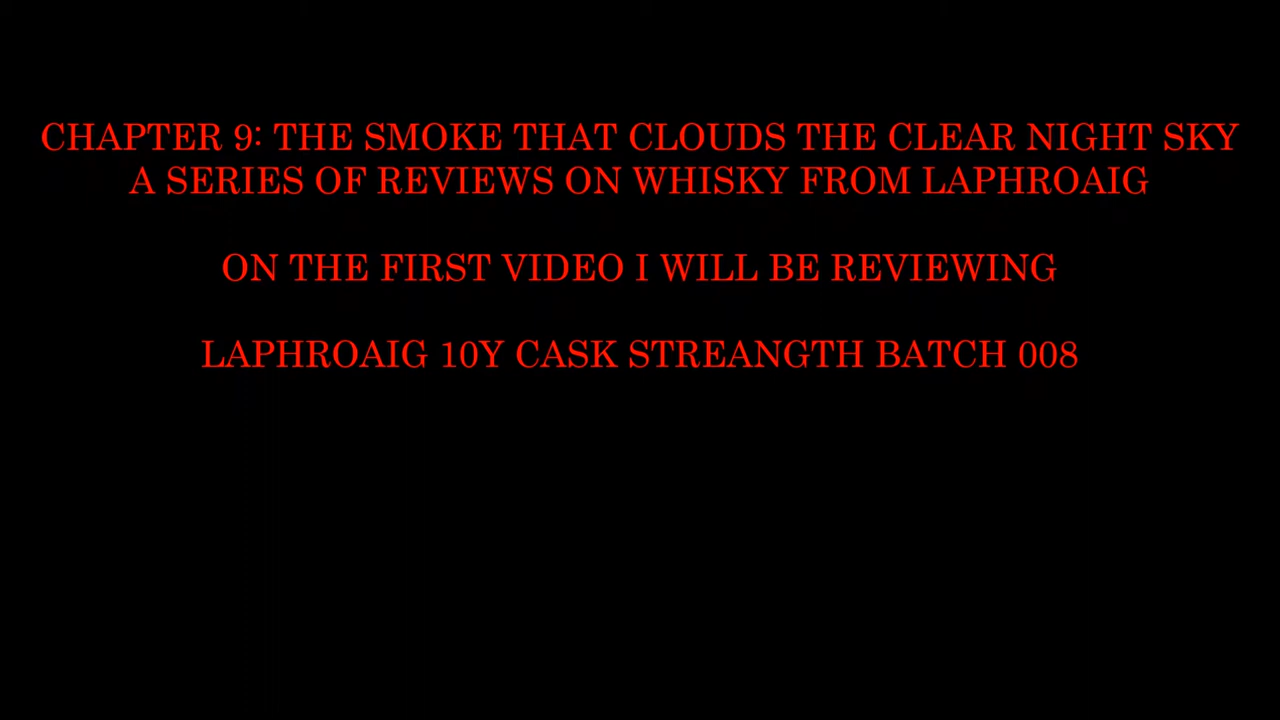 CHAPTER 9: THE SMOKE THAT CLOUDS THE CLEAR NIGHT SKY
A SERIES OF REVIEWS ON WHISKY FROM LAPHROAIG
ON THE FIRST VIDEO I WILL BE REVIEWING
LAPHROAIG 10Y CASK STREANGTH BATCH 008